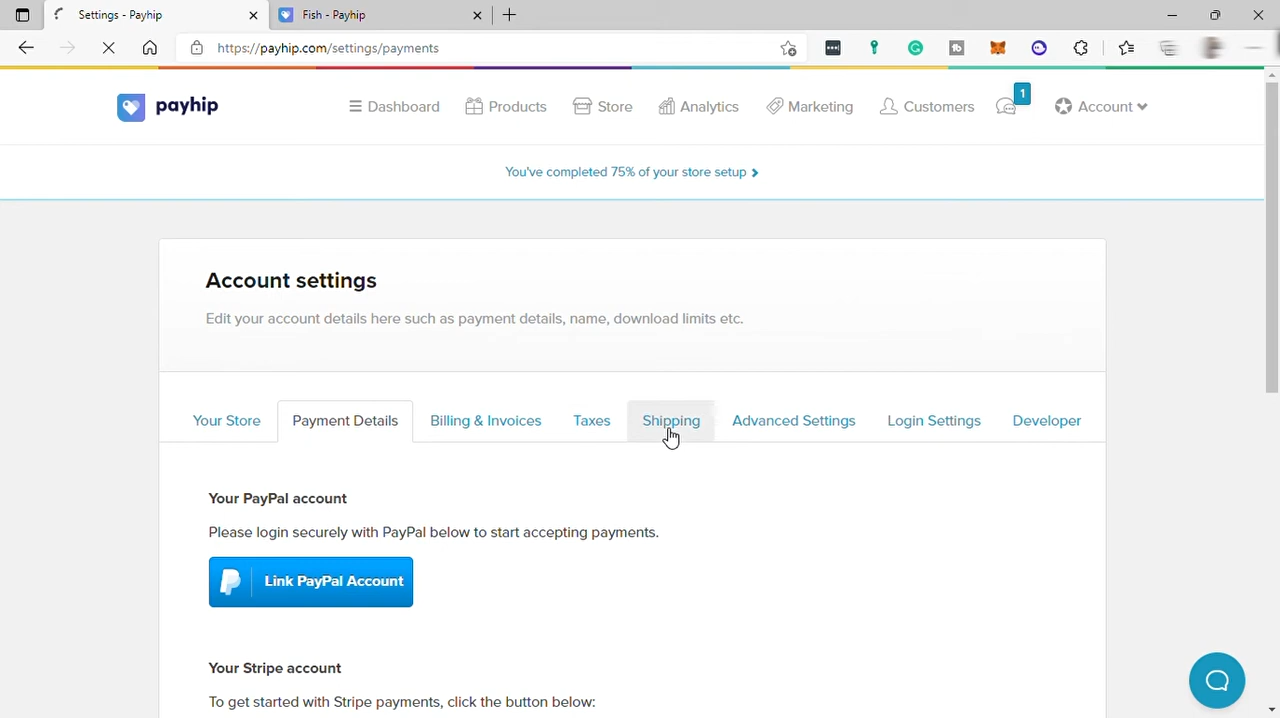 Settings - Payhip
Fish - Payhip
https://payhip.com/settings/payments
payhip
Dashboard
Products
Store
Analytics
Marketing
Customers
1
Account
You've completed 75% of your store setup
Account settings
Edit your account details here such as payment details, name, download limits etc.
Your Store
Payment Details
Billing & Invoices
Taxes
Shipping
Advanced Settings
Login Settings
Developer
Your PayPal account
Please login securely with PayPal below to start accepting payments.
Link PayPal Account
Your Stripe account
To get started with Stripe payments, click the button below: